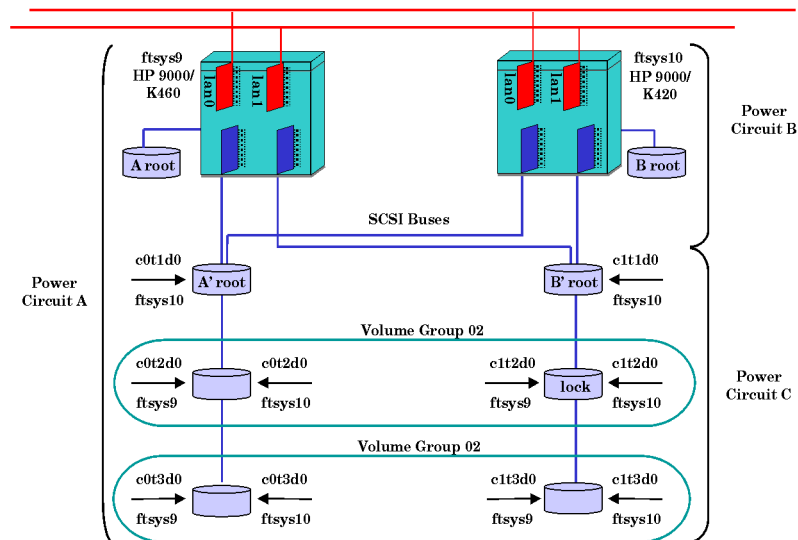 ftsys9
HP 9000/
K460
lan0
lan1
A root
ftsys10
HP 9000/
K420
lan0
lan1
B root
Power
Circuit B
SCSI Buses
c0t1d0
ftsys10
A' root
B' root
c1t1d0
ftsys10
Power
Circuit A
Volume Group 02
c0t2d0
ftsys9
c0t2d0
ftsys10
c1t2d0
ftsys9
lock
c1t2d0
ftsys10
Power
Circuit C
Volume Group 02
c0t3d0
ftsys9
c0t3d0
ftsys10
c1t3d0
ftsys9
c1t3d0
ftsys10